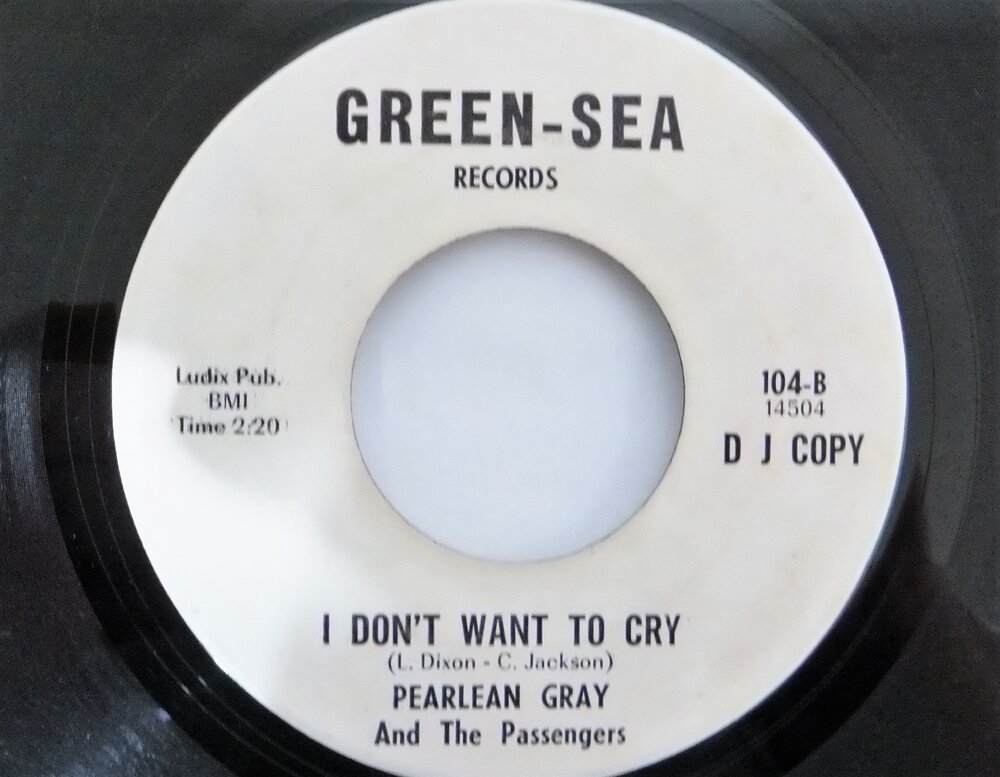 GREEN-SEA
RECORDS
Ludix Pub.
BMI
Time 2:20
104-B
14504
D J COPY
I DON'T WANT TO CRY
(L. Dixon - C. Jackson)
PEARLEAN GRAY
And The Passengers